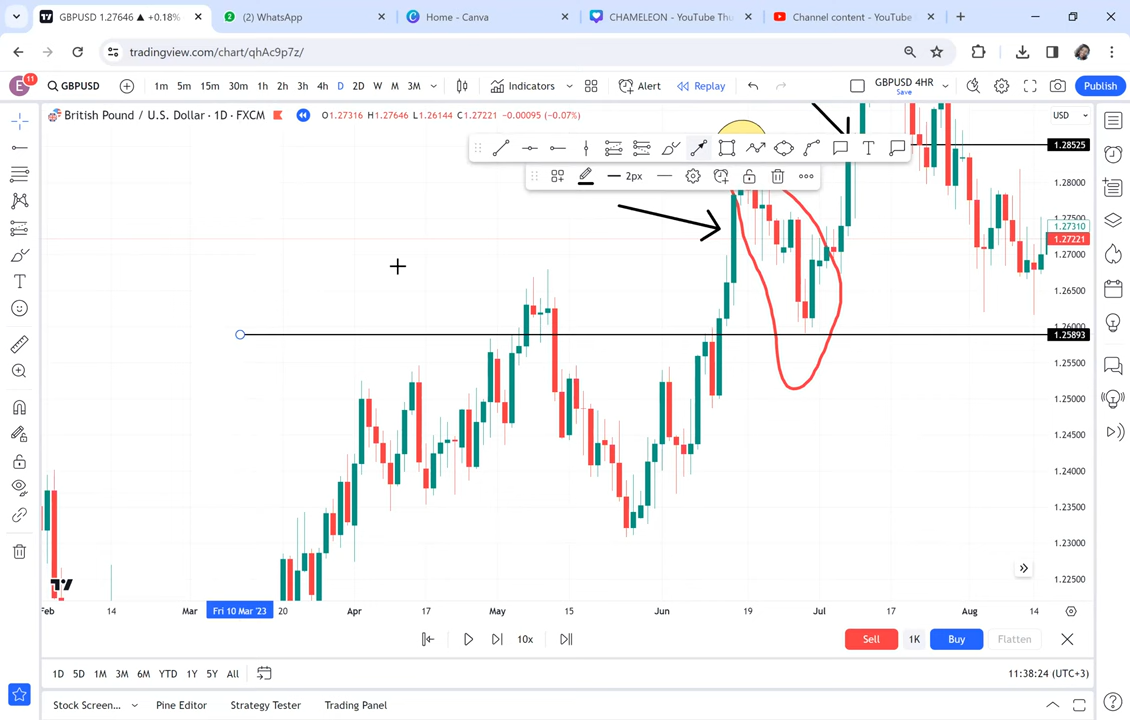 GBPUSD 1.27646 ▲ +0.18%
(2) WhatsApp
Home - Canva
CHAMELEON - YouTube Thu
Channel content - YouTube
tradingview.com/chart/qhAc9p7z/
E 11
GBPUSD
1m 5m 15m 30m 1h 2h 3h 4h D 2D W M 3M
Indicators
Alert
Replay
GBPUSD 4HR
Save
Publish
British Pound / U.S. Dollar · 1D · FXCM
O1.27316 H1.27646 L1.26144 C1.27221 −0.00095 (−0.07%)
USD
2px
1.28525
1.28000
1.27500
1.27310
1.27221
1.27000
1.26500
1.26000
1.25893
1.25500
1.25000
1.24500
1.24000
1.23500
1.23000
1.22500
Feb 14 Mar Fri 10 Mar '23 20 Apr 17 May 15 Jun 19 Jul 17 Aug 14
10x
Sell 1K Buy Flatten
1D 5D 1M 3M 6M YTD 1Y 5Y All
11:38:24 (UTC+3)
Stock Screen... Pine Editor Strategy Tester Trading Panel